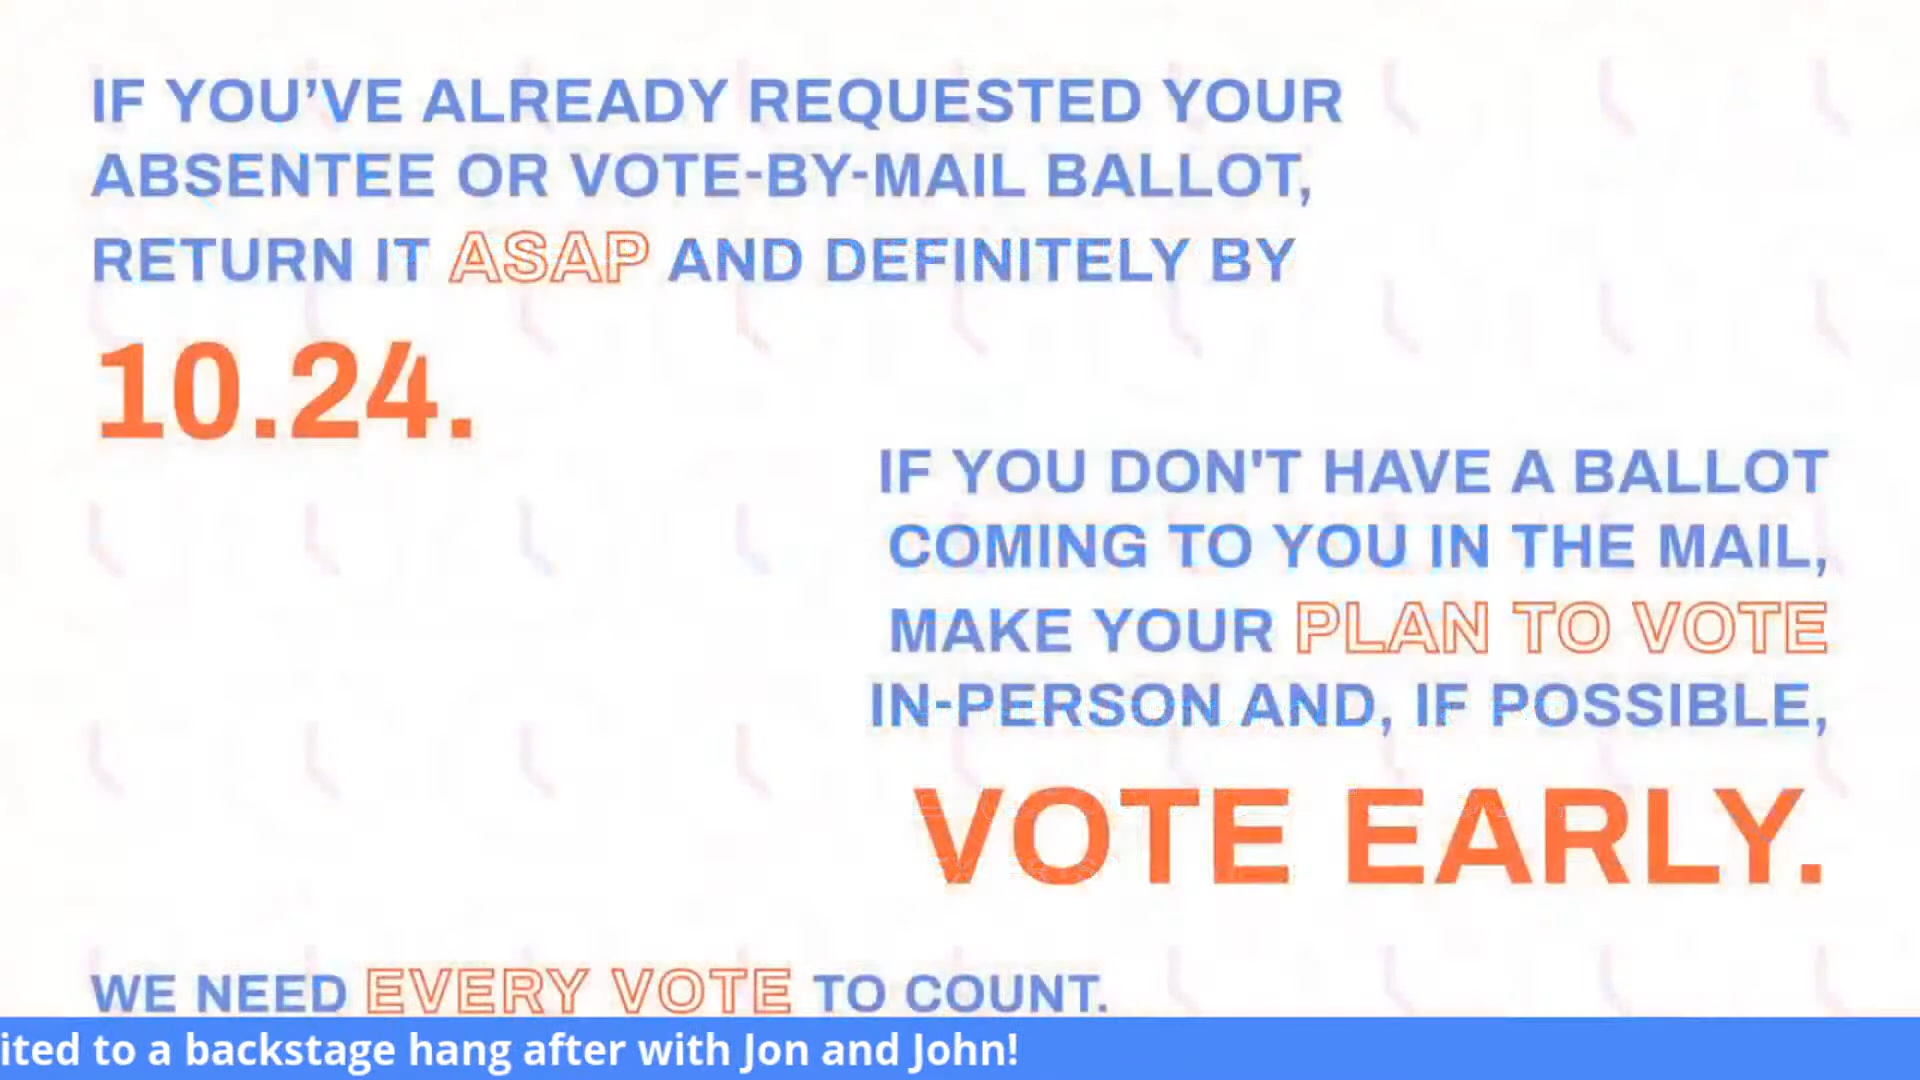 IF YOU’VE ALREADY REQUESTED YOUR
ABSENTEE OR VOTE-BY-MAIL BALLOT,
RETURN IT ASAP AND DEFINITELY BY
10.24.
IF YOU DON'T HAVE A BALLOT
COMING TO YOU IN THE MAIL,
MAKE YOUR PLAN TO VOTE
IN-PERSON AND, IF POSSIBLE,
VOTE EARLY.
WE NEED EVERY VOTE TO COUNT.
ited to a backstage hang after with Jon and John!